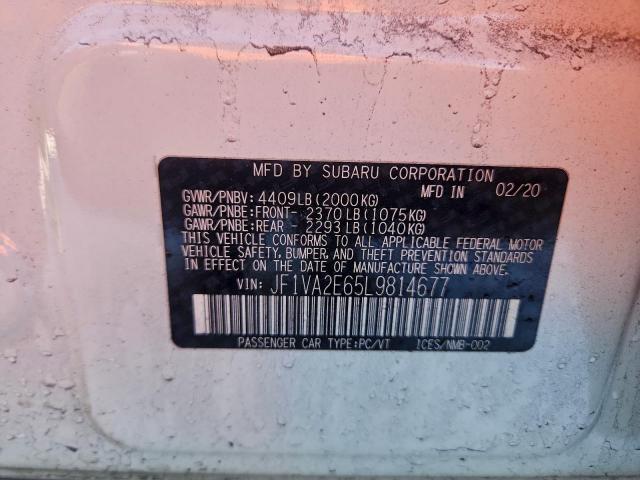 MFD BY SUBARU CORPORATION
MFD IN 02/20
GVWR/PNBV: 4409LB(2000KG)
GAWR/PNBE:FRONT- 2370LB(1075KG)
GAWR/PNBE:REAR - 2293LB(1040KG)
THIS VEHICLE CONFORMS TO ALL APPLICABLE FEDERAL MOTOR
VEHICLE SAFETY, BUMPER, AND THEFT PREVENTION STANDARDS
IN EFFECT ON THE DATE OF MANUFACTURE SHOWN ABOVE.
VIN: JF1VA2E65L9814677
PASSENGER CAR TYPE:PC/VT 1CES/NMB-002